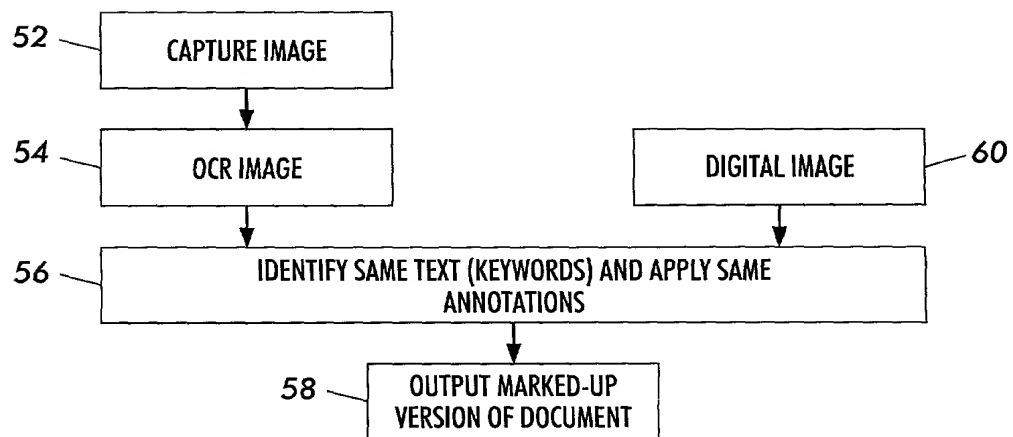 52
CAPTURE IMAGE
54
OCR IMAGE
DIGITAL IMAGE
60
56
IDENTIFY SAME TEXT (KEYWORDS) AND APPLY SAME
ANNOTATIONS
58
OUTPUT MARKED-UP
VERSION OF DOCUMENT